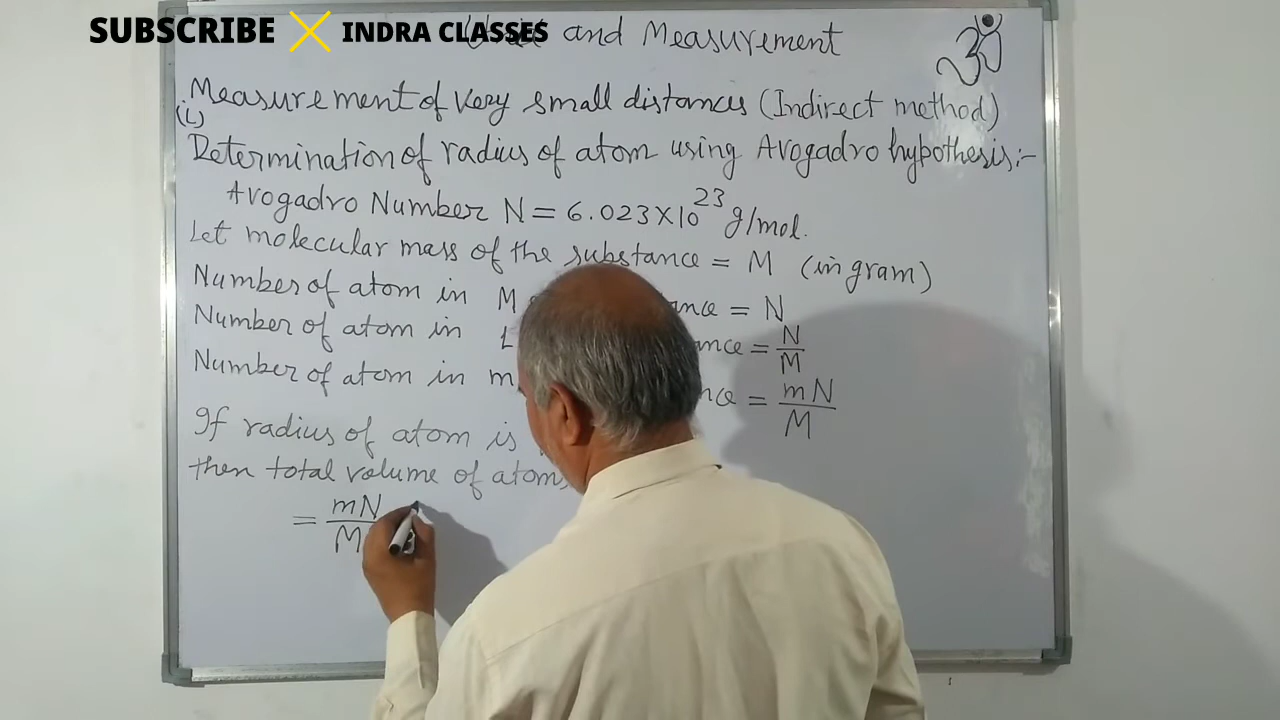 SUBSCRIBE INDRA CLASSES
and Measurement
ॐ
Measurement of very small distances (Indirect method)
(i)
Determination of radius of atom using Avogadro hypothesis:-
Avogadro Number N = 6.023×10²³ g/mol.
Let molecular mass of the substance = M (in gram)
Number of atom in M = N
Number of atom in 1 = N/M
Number of atom in m = mN/M
If radius of atom is
then total volume of atom
= mN/M